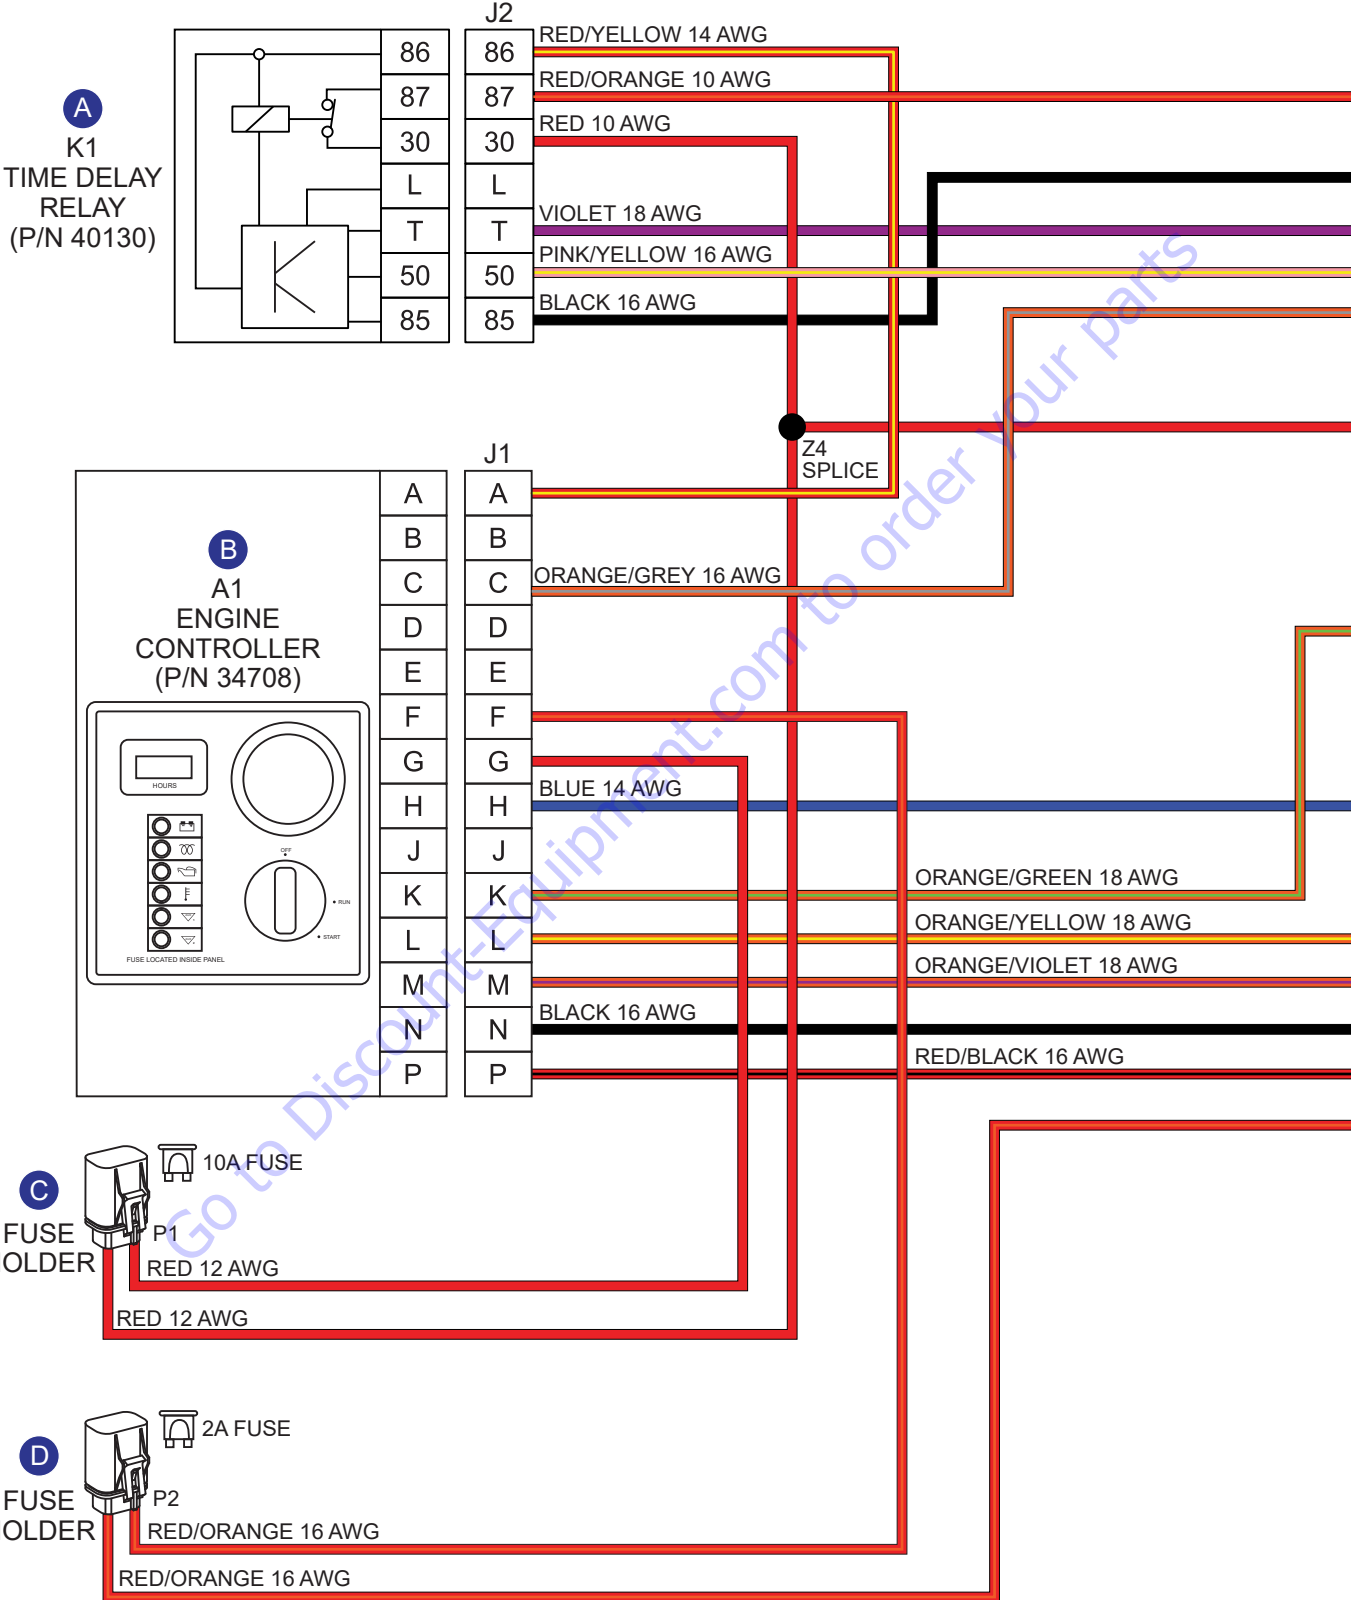 J2
A
K1
TIME DELAY
RELAY
(P/N 40130)
86 86 RED/YELLOW 14 AWG
87 87 RED/ORANGE 10 AWG
30 30 RED 10 AWG
L L
T T VIOLET 18 AWG
50 50 PINK/YELLOW 16 AWG
85 85 BLACK 16 AWG
Z4
SPLICE
J1
B
A1
ENGINE
CONTROLLER
(P/N 34708)
A A
B B
C C ORANGE/GREY 16 AWG
D D
E E
F F
G G
H H BLUE 14 AWG
J J
K K ORANGE/GREEN 18 AWG
L L ORANGE/YELLOW 18 AWG
M M ORANGE/VIOLET 18 AWG
N N BLACK 16 AWG
P P RED/BLACK 16 AWG
HOURS
OFF
RUN
START
FUSE LOCATED INSIDE PANEL
C
FUSE
OLDER
10A FUSE
P1
RED 12 AWG
RED 12 AWG
D
FUSE
OLDER
2A FUSE
P2
RED/ORANGE 16 AWG
RED/ORANGE 16 AWG
Go to Discount-Equipment.com to order your parts